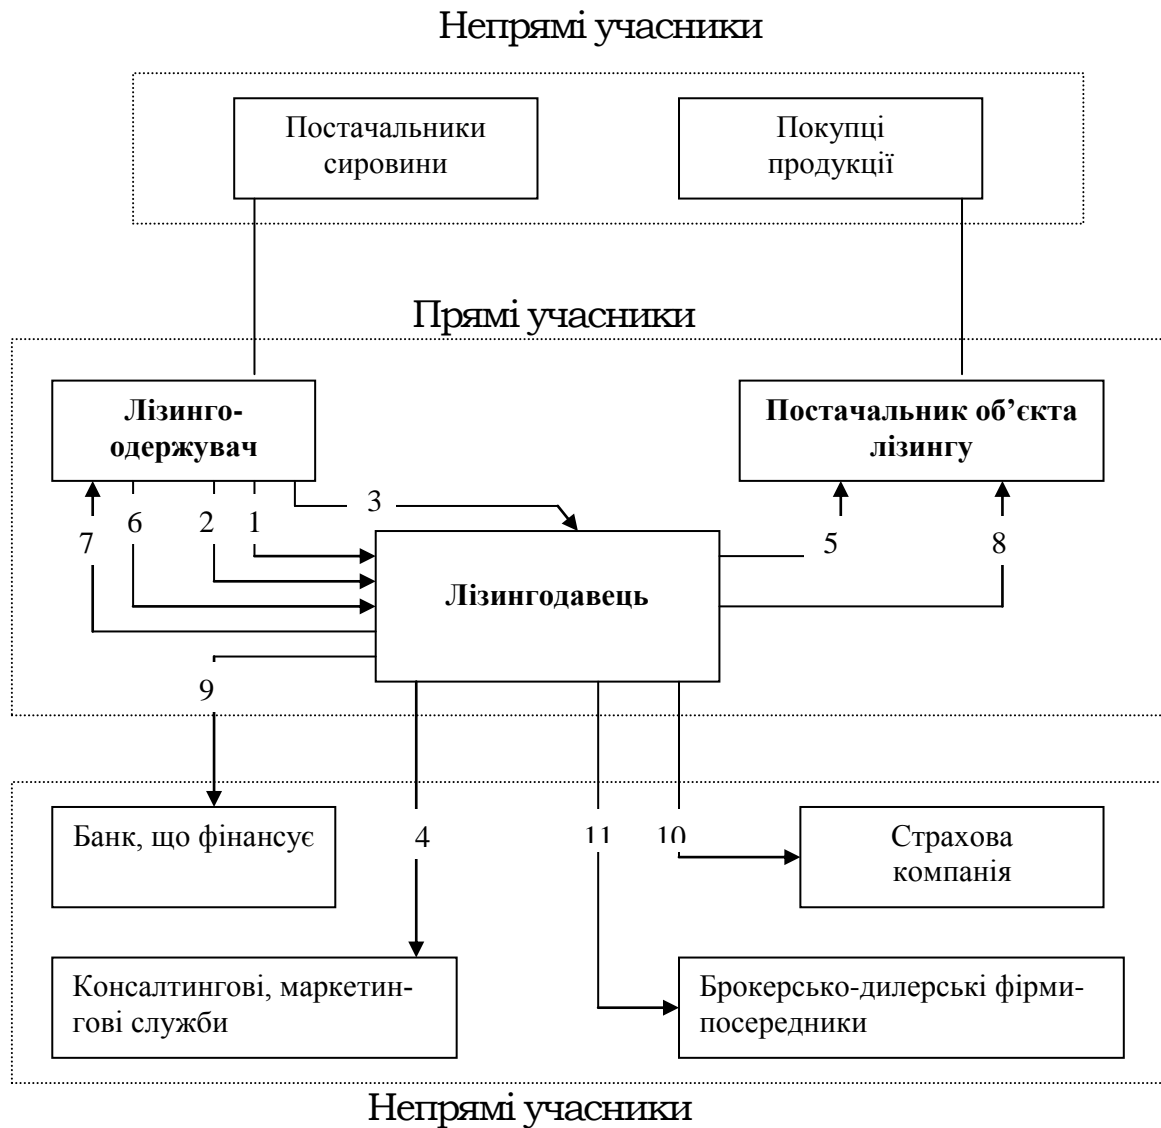 Непрямі учасники
Постачальники
сировини
Покупці
продукції
Прямі учасники
Лізинго-
одержувач
Постачальник об’єкта
лізингу
3
6
2
1
7
5
8
Лізингодавець
9
Банк, що фінансує
4
11
10
Страхова
компанія
Консалтингові, маркетин-
гові служби
Брокерсько-дилерські фірми-
посередники
Непрямі учасники